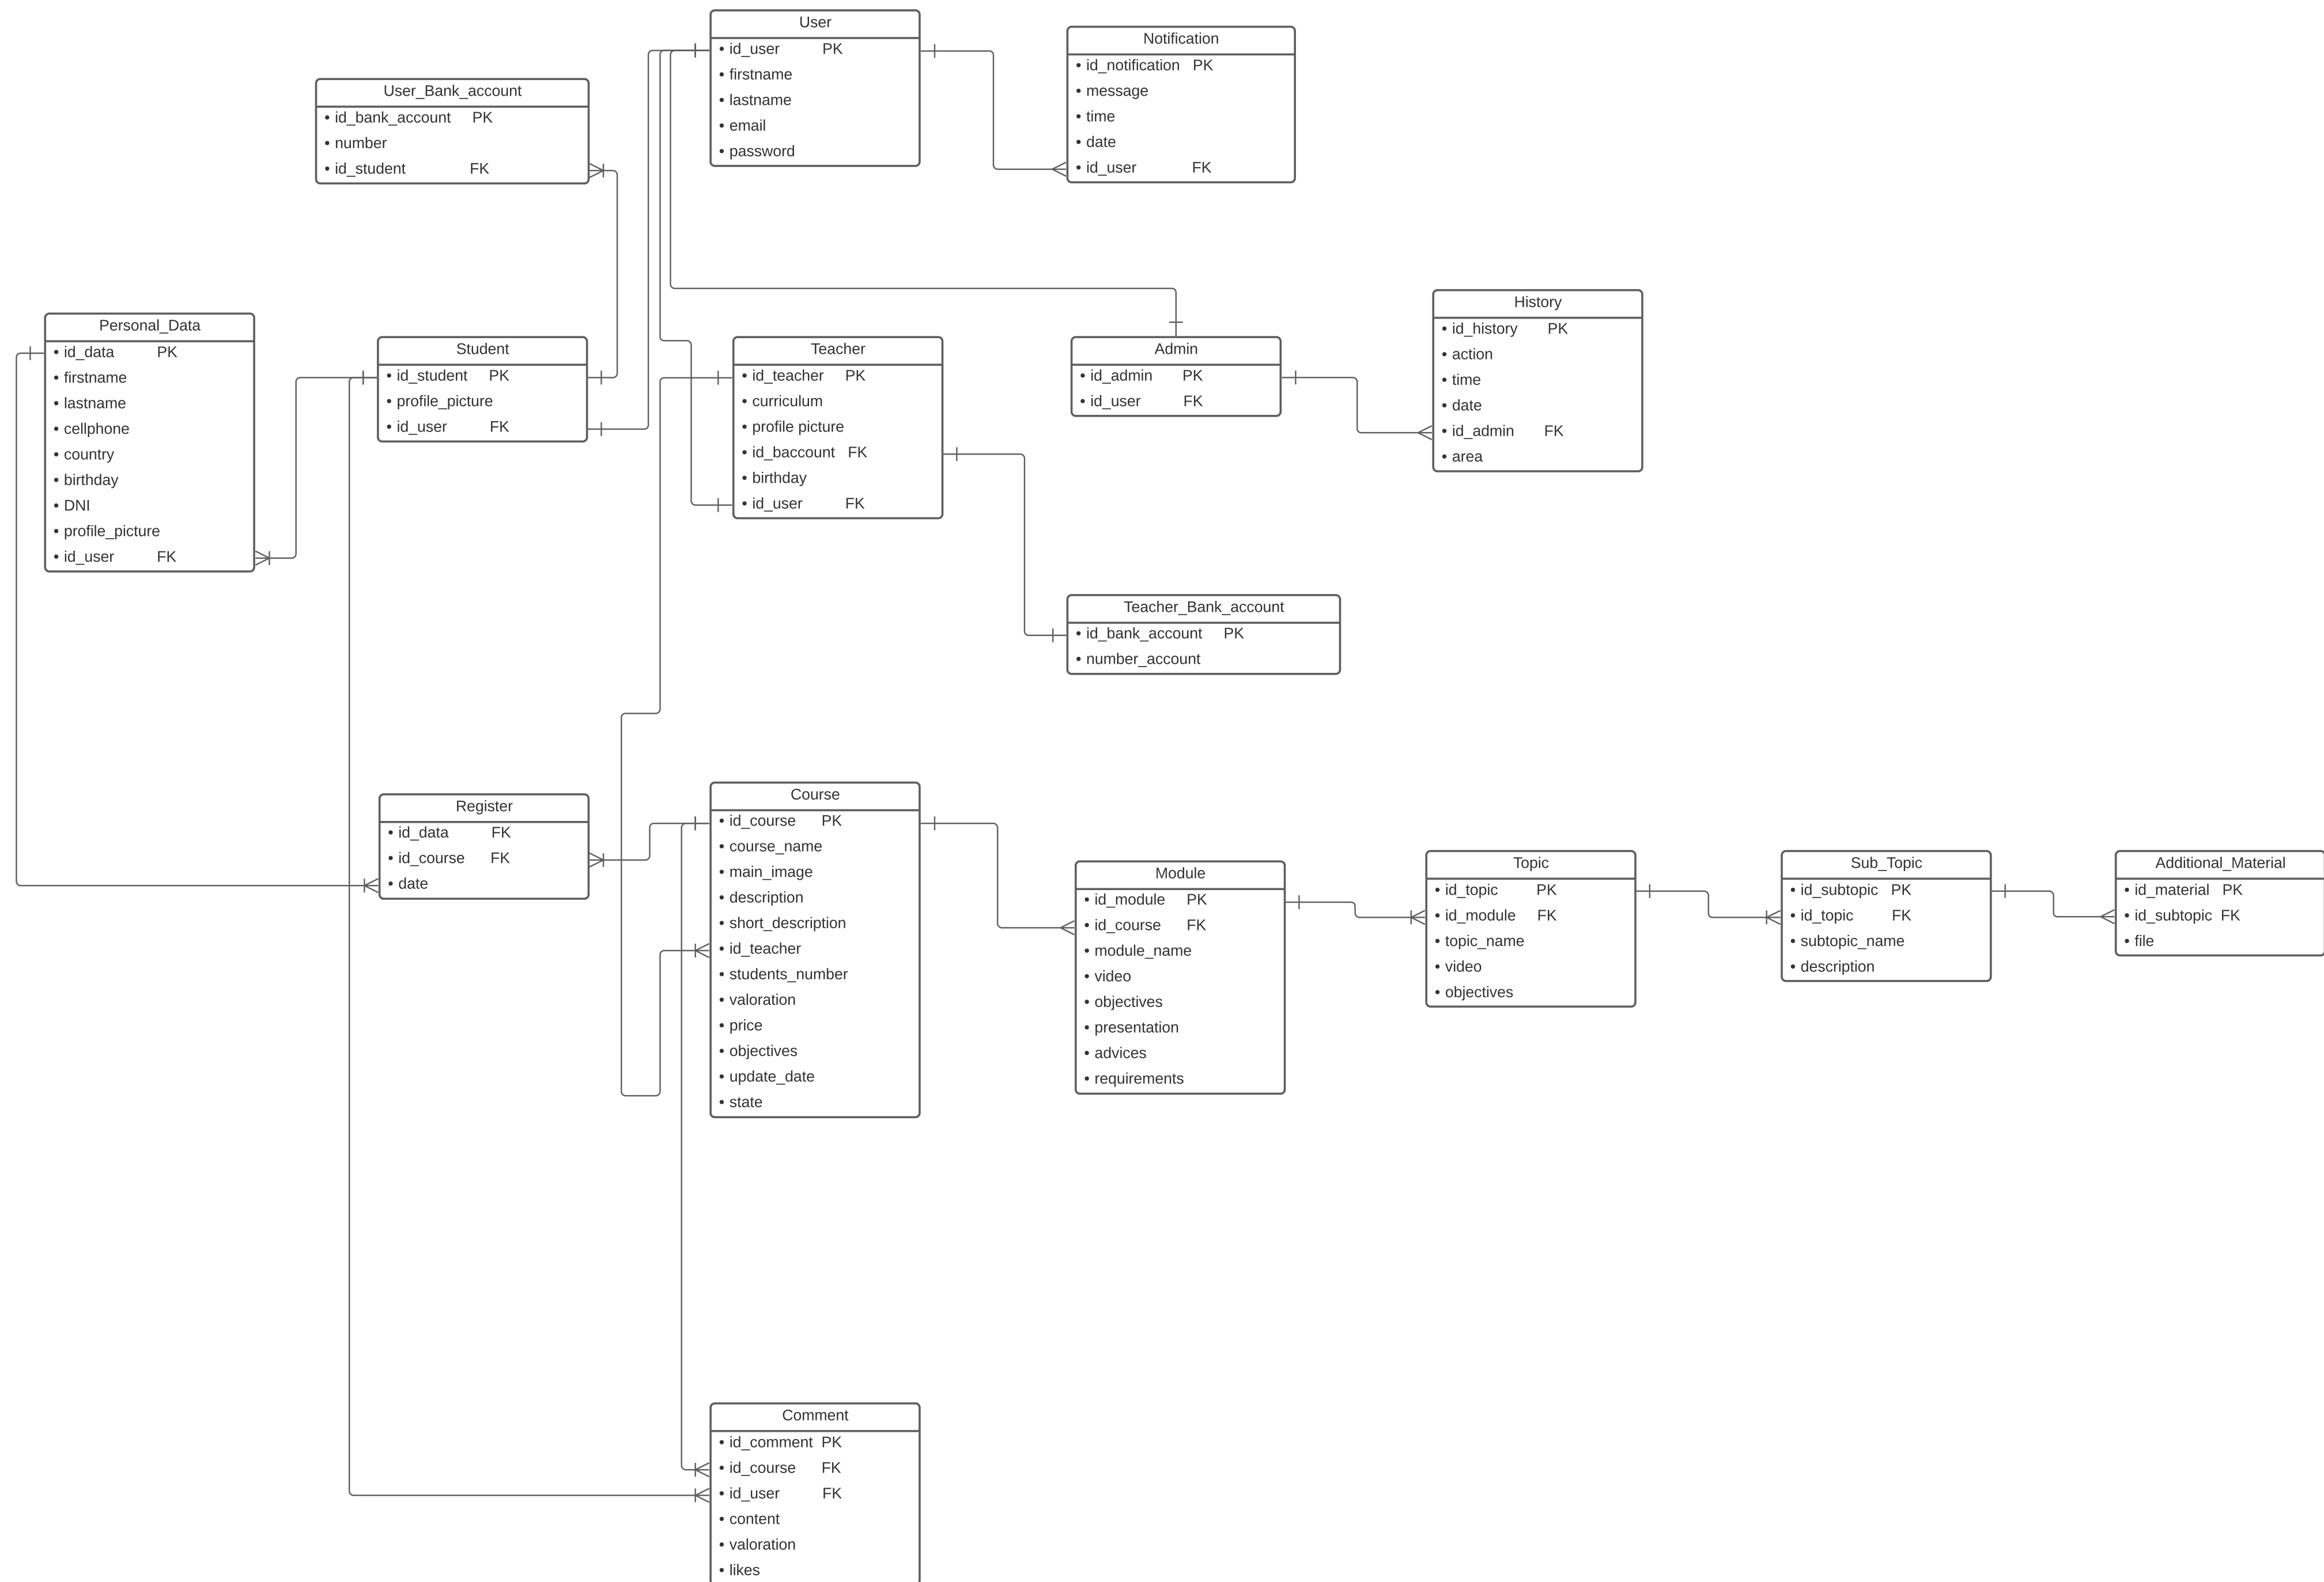 User
• id_user PK
• firstname
• lastname
• email
• password
Notification
• id_notification PK
• message
• time
• date
• id_user FK
User_Bank_account
• id_bank_account PK
• number
• id_student FK
Personal_Data
• id_data PK
• firstname
• lastname
• cellphone
• country
• birthday
• DNI
• profile_picture
• id_user FK
Student
• id_student PK
• profile_picture
• id_user FK
Teacher
• id_teacher PK
• curriculum
• profile picture
• id_baccount FK
• birthday
• id_user FK
Admin
• id_admin PK
• id_user FK
History
• id_history PK
• action
• time
• date
• id_admin FK
• area
Teacher_Bank_account
• id_bank_account PK
• number_account
Register
• id_data FK
• id_course FK
• date
Course
• id_course PK
• course_name
• main_image
• description
• short_description
• id_teacher
• students_number
• valoration
• price
• objectives
• update_date
• state
Module
• id_module PK
• id_course FK
• module_name
• video
• objectives
• presentation
• advices
• requirements
Topic
• id_topic PK
• id_module FK
• topic_name
• video
• objectives
Sub_Topic
• id_subtopic PK
• id_topic FK
• subtopic_name
• description
Additional_Material
• id_material PK
• id_subtopic FK
• file
Comment
• id_comment PK
• id_course FK
• id_user FK
• content
• valoration
• likes